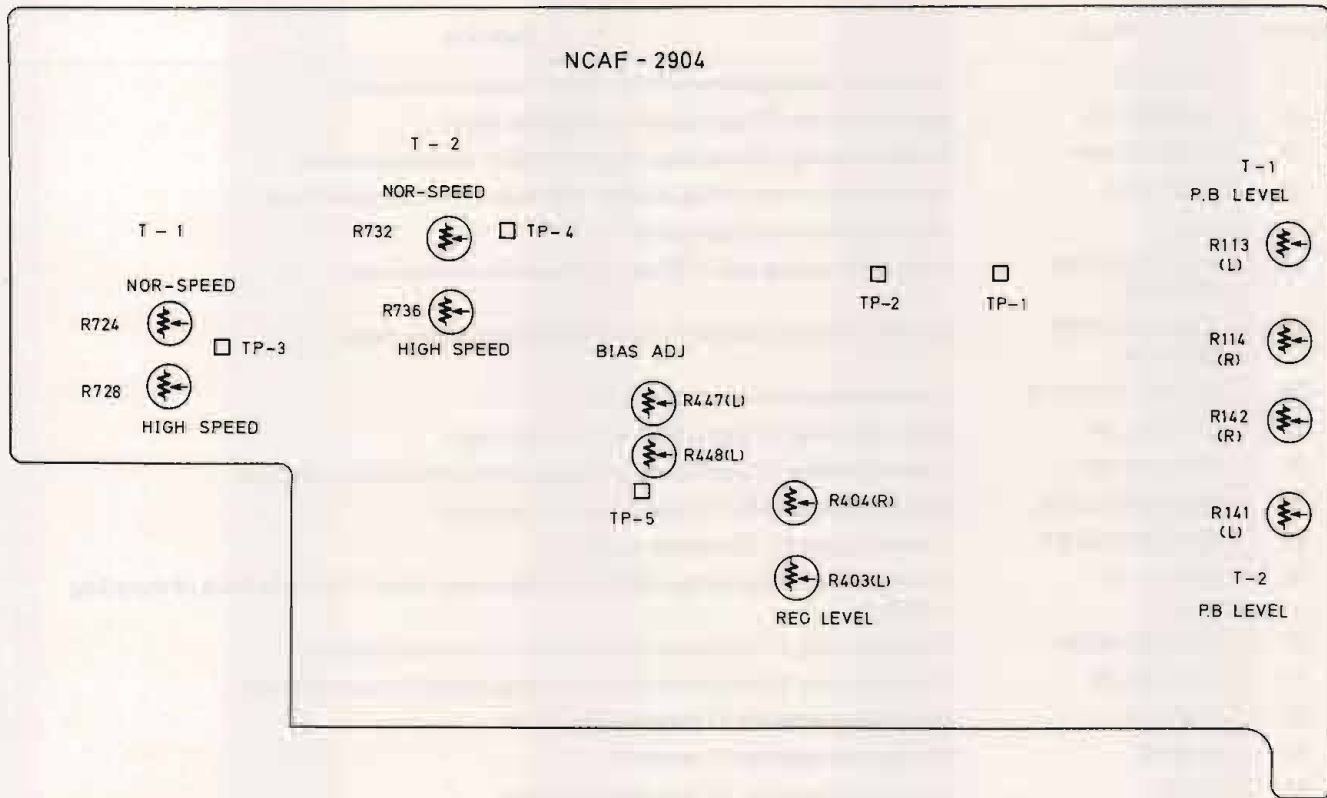 NCAF - 2904
T - 2
NOR-SPEED
R732
TP-4
R736
HIGH SPEED
T - 1
NOR-SPEED
R724
TP-3
R728
HIGH SPEED
BIAS ADJ
R447(L)
R448(L)
TP-5
TP-2
TP-1
R404(R)
R403(L)
REC LEVEL
T-1
P.B LEVEL
R113
(L)
R114
(R)
R142
(R)
R141
(L)
T-2
P.B LEVEL